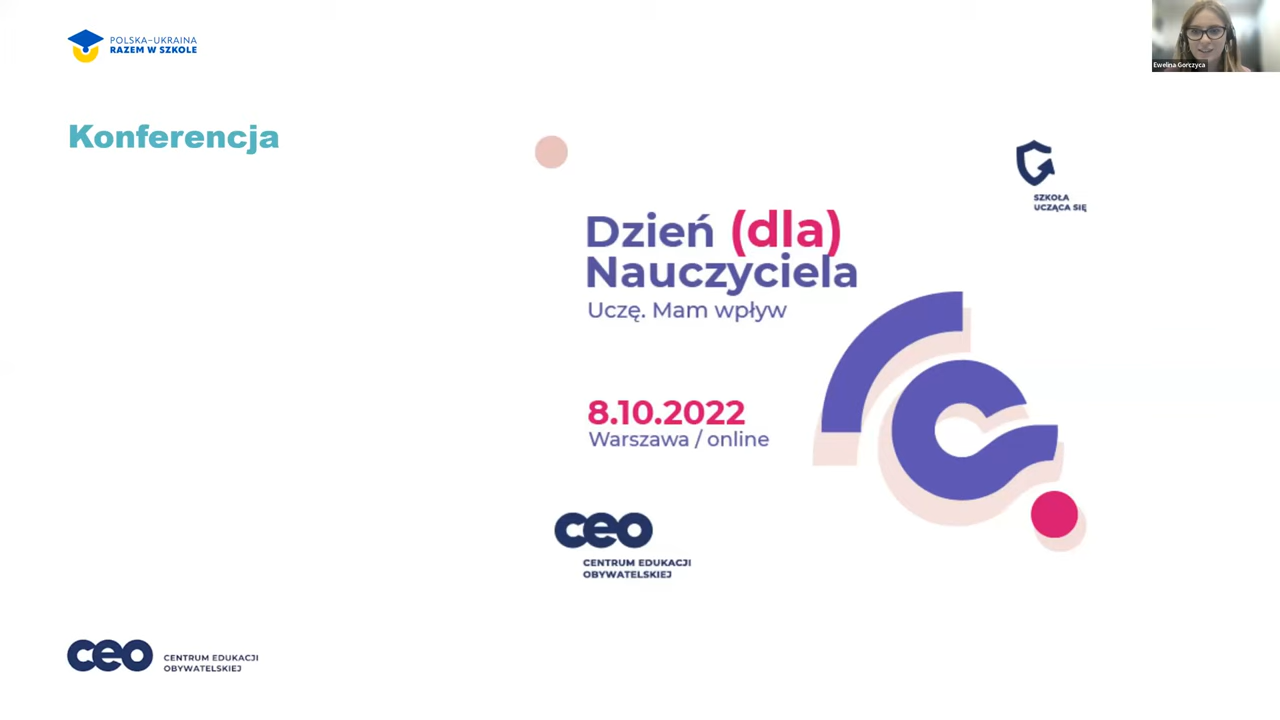 POLSKA–UKRAINA
RAZEM W SZKOLE
Ewelina Gorczyca
Konferencja
SZKOŁA
UCZĄCA SIĘ
Dzień (dla)
Nauczyciela
Uczę. Mam wpływ
8.10.2022
Warszawa / online
ceo
CENTRUM EDUKACJI
OBYWATELSKIEJ
ceo
CENTRUM EDUKACJI
OBYWATELSKIEJ